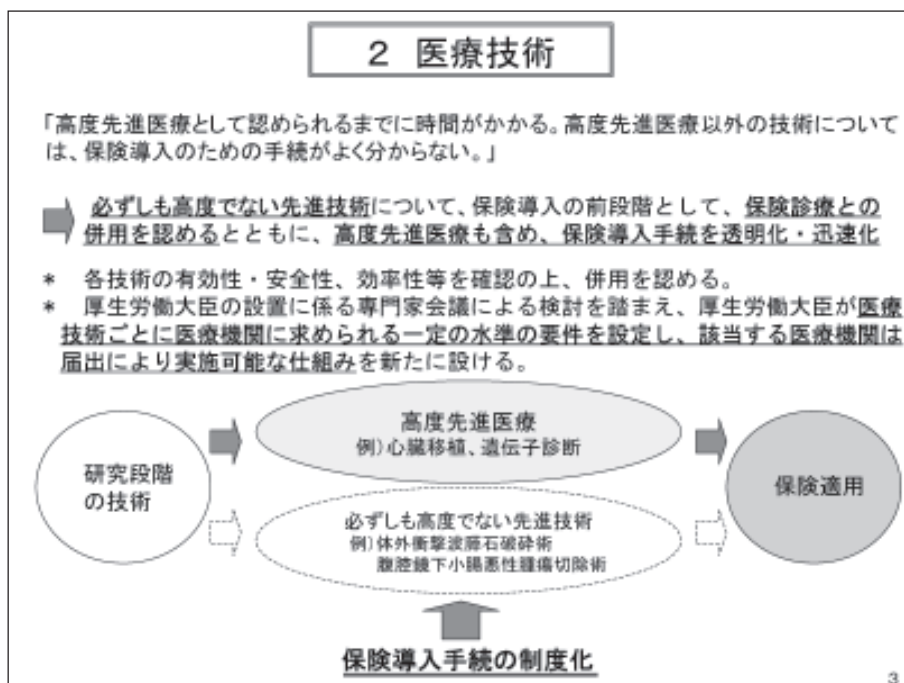 2 医療技術
「高度先進医療として認められるまでに時間がかかる。高度先進医療以外の技術について
は、保険導入のための手続がよく分からない。」
必ずしも高度でない先進技術について、保険導入の前段階として、保険診療との
併用を認めるとともに、高度先進医療も含め、保険導入手続を透明化・迅速化
* 各技術の有効性・安全性、効率性等を確認の上、併用を認める。
* 厚生労働大臣の設置に係る専門家会議による検討を踏まえ、厚生労働大臣が医療
技術ごとに医療機関に求められる一定の水準の要件を設定し、該当する医療機関は
届出により実施可能な仕組みを新たに設ける。
高度先進医療
例)心臓移植、遺伝子診断
研究段階
の技術
保険適用
必ずしも高度でない先進技術
例)体外衝撃波膵石破砕術
腹腔鏡下小腸悪性腫瘍切除術
保険導入手続の制度化
3